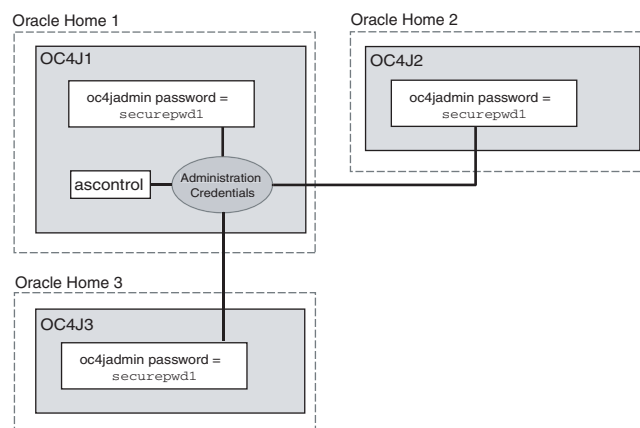 Oracle Home 1
OC4J1
oc4jadmin password =
securepwd1
ascontrol
Administration
Credentials
Oracle Home 2
OC4J2
oc4jadmin password =
securepwd1
Oracle Home 3
OC4J3
oc4jadmin password =
securepwd1